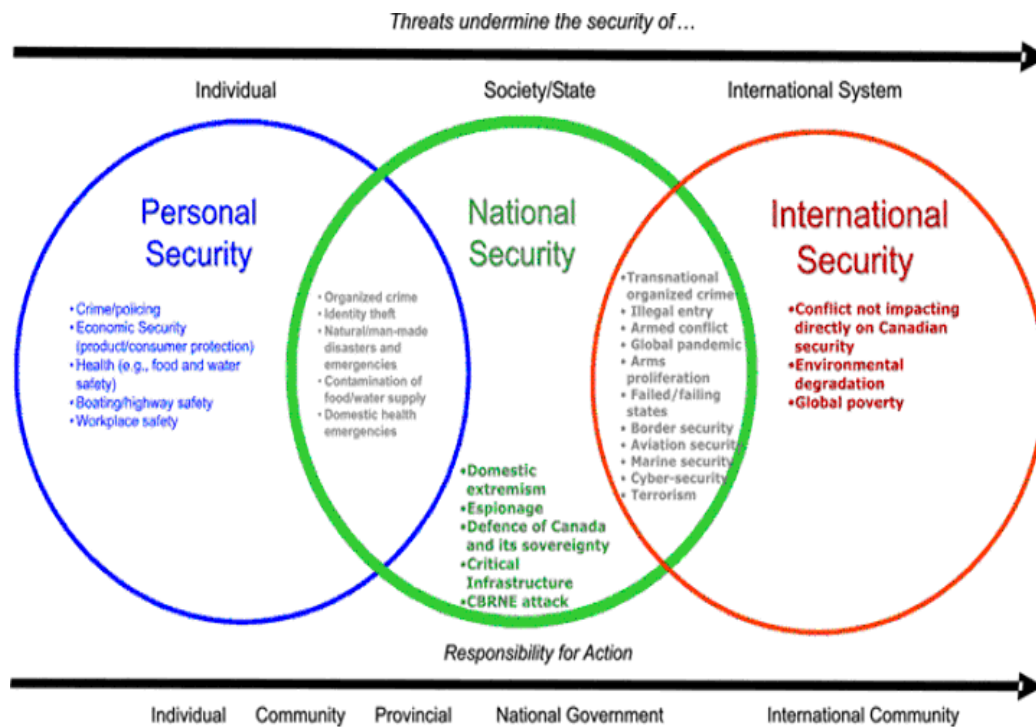 Threats undermine the security of…
Individual
Society/State
International System
Personal
Security
• Crime/policing
• Economic Security
(product/consumer protection)
• Health (e.g., food and water
safety)
• Boating/highway safety
• Workplace safety
• Organized crime
• Identity theft
• Natural/man-made
disasters and
emergencies
• Contamination of
food/water supply
• Domestic health
emergencies
National
Security
•Domestic
extremism
•Espionage
•Defence of Canada
and its sovereignty
•Critical
Infrastructure
•CBRNE attack
•Transnational
organized crime
• Illegal entry
• Armed conflict
• Global pandemic
• Arms
proliferation
• Failed/failing
states
• Border security
• Aviation security
• Marine security
• Cyber-security
• Terrorism
International
Security
•Conflict not impacting
directly on Canadian
security
•Environmental
degradation
•Global poverty
Responsibility for Action
Individual
Community
Provincial
National Government
International Community